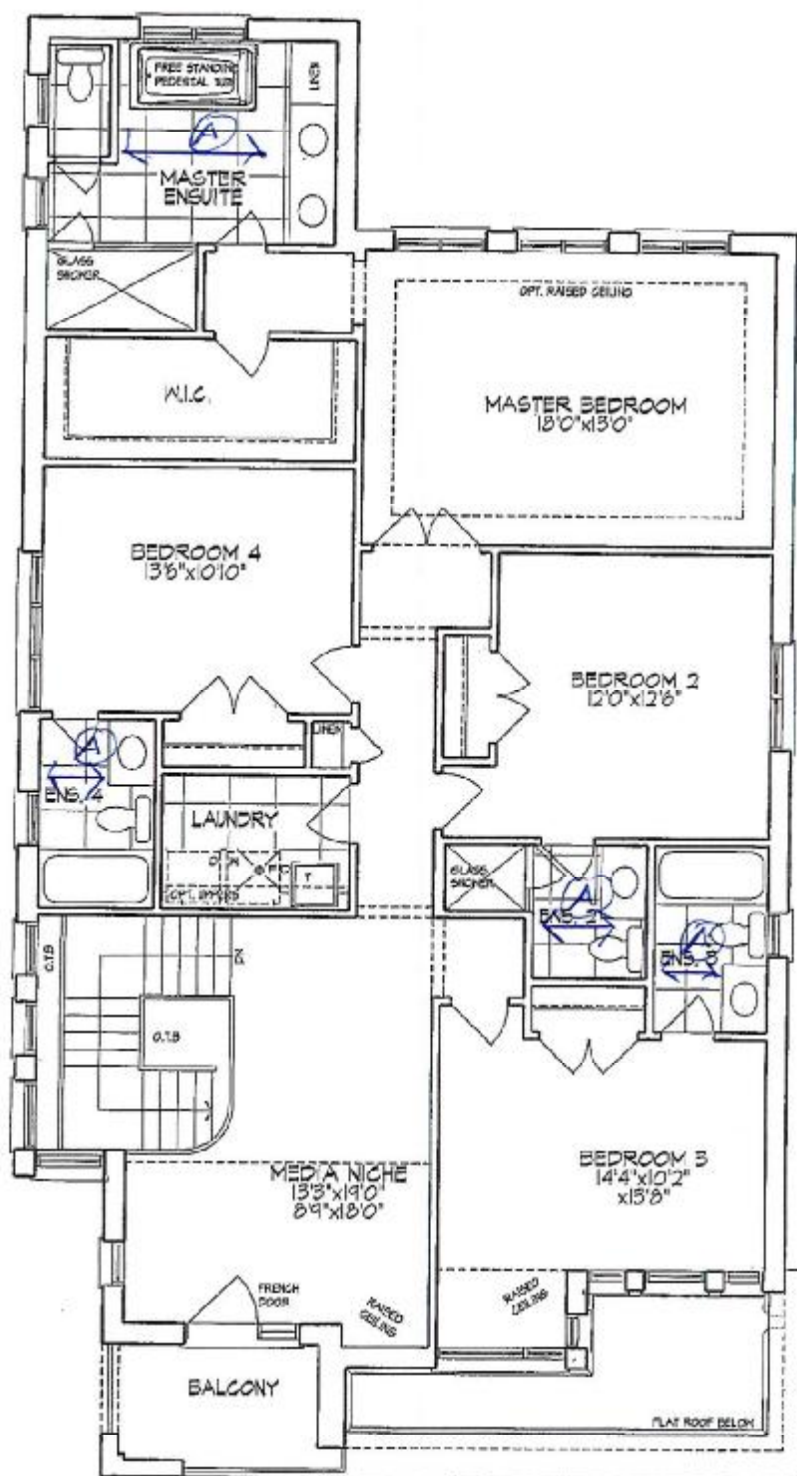 FREE STANDING
PEDESTAL TUB
LINEN
A
MASTER
ENSUITE
GLASS
SHOWER
OPT. RAISED CEILING
W.I.C.
MASTER BEDROOM
18'0"x13'0"
BEDROOM 4
13'6"x10'10"
BEDROOM 2
12'0"x12'6"
LINEN
A
ENS. 4
LAUNDRY
GLASS
SHOWER
A
ENS. 2
A
ENS. 3
O.T.B
O.T.B
MEDIA NICHE
13'3"x19'0"
8'9"x18'0"
BEDROOM 3
14'4"x10'2"
x13'8"
FRENCH
DOOR
RAISED
CEILING
RAISED
CEILING
BALCONY
FLAT ROOF BELOW